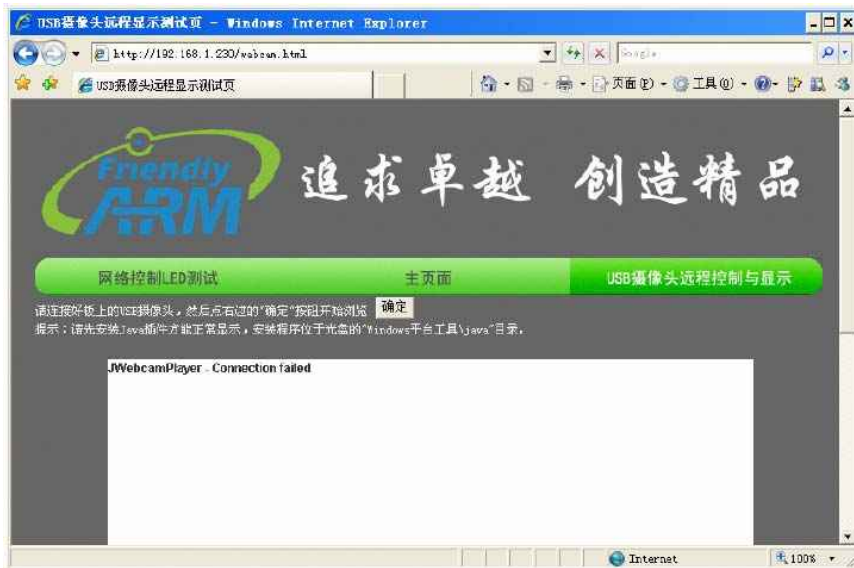 USB摄像头远程显示测试页 - Windows Internet Explorer
http://192.168.1.230/webcam.html
Google
USB摄像头远程显示测试页
页面(P)
工具(O)
Friendly
ARM
追求卓越 创造精品
网络控制LED测试
主页面
USB摄像头远程控制与显示
请连接好板上的USB摄像头，然后点右边的"确定"按钮开始浏览 确定
提示：请先安装Java插件方能正常显示，安装程序位于光盘的"Windows平台工具\java"目录。
JWebcamPlayer - Connection failed
Internet
100%